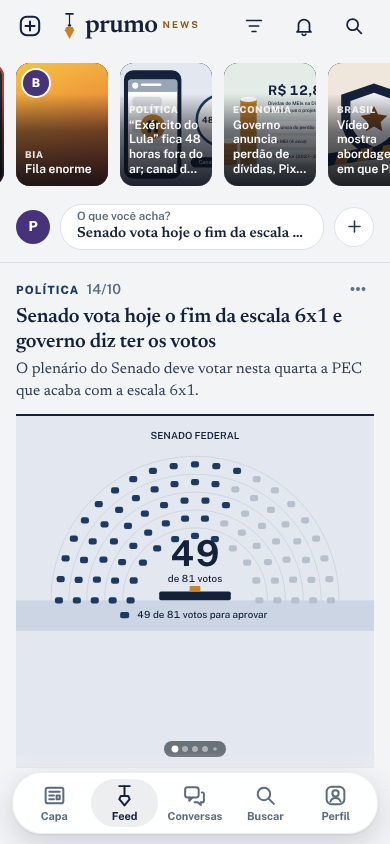 prumo NEWS
B
BIA
Fila enorme
POLÍTICA
“Exército do
Lula” fica 48
horas fora do
ar; canal d...
R$ 12,8
ECONOMIA
Governo
anuncia
perdão de
dívidas, Pix...
BRASIL
Vídeo
mostra
abordage
em que P
P
O que você acha?
Senado vota hoje o fim da escala ...
POLÍTICA 14/10
Senado vota hoje o fim da escala 6x1 e
governo diz ter os votos
O plenário do Senado deve votar nesta quarta a PEC
que acaba com a escala 6x1.
SENADO FEDERAL
49
de 81 votos
49 de 81 votos para aprovar
Capa
Feed
Conversas
Buscar
Perfil